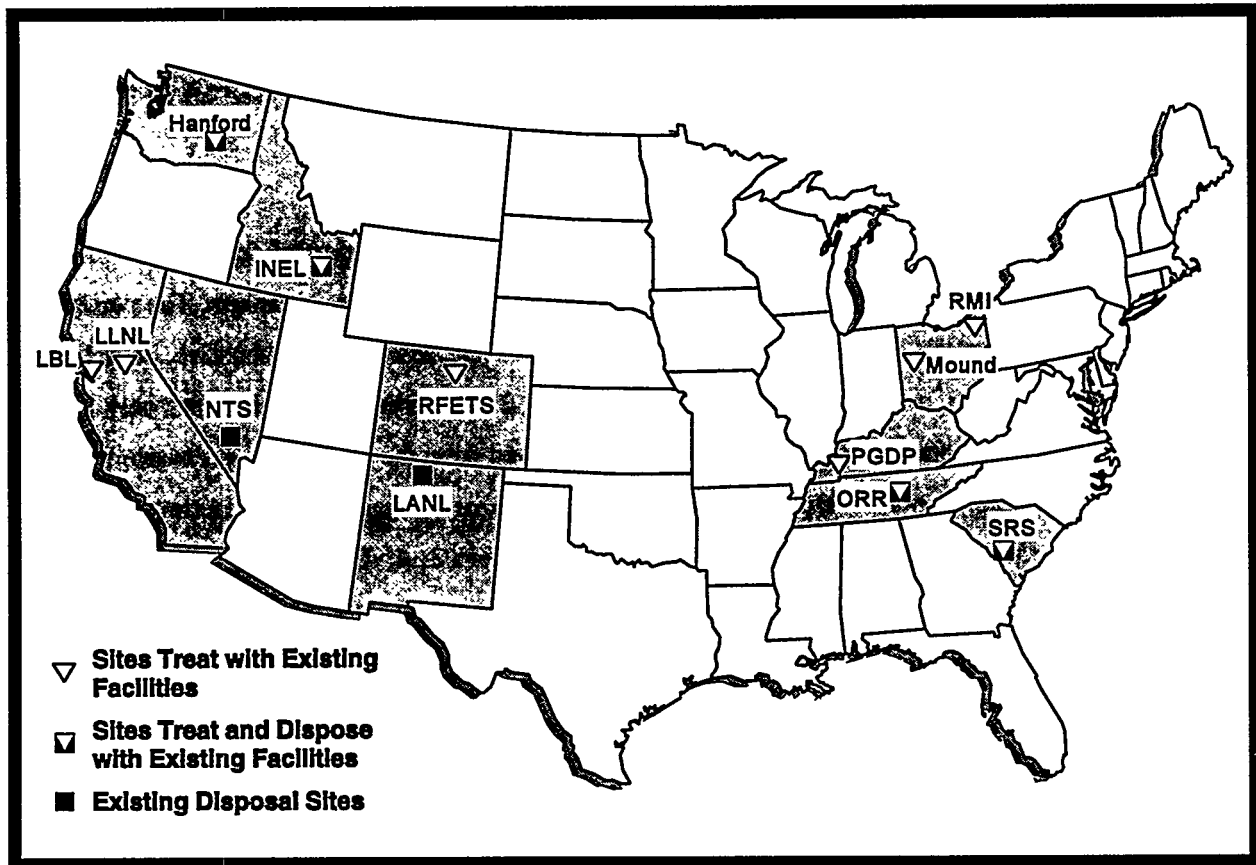 Hanford
INEL
RMI
LLNL
LBL
Mound
NTS
RFETS
PGDP
LANL
ORR
SRS
Sites Treat with Existing
Facilities
Sites Treat and Dispose
with Existing Facilities
Existing Disposal Sites